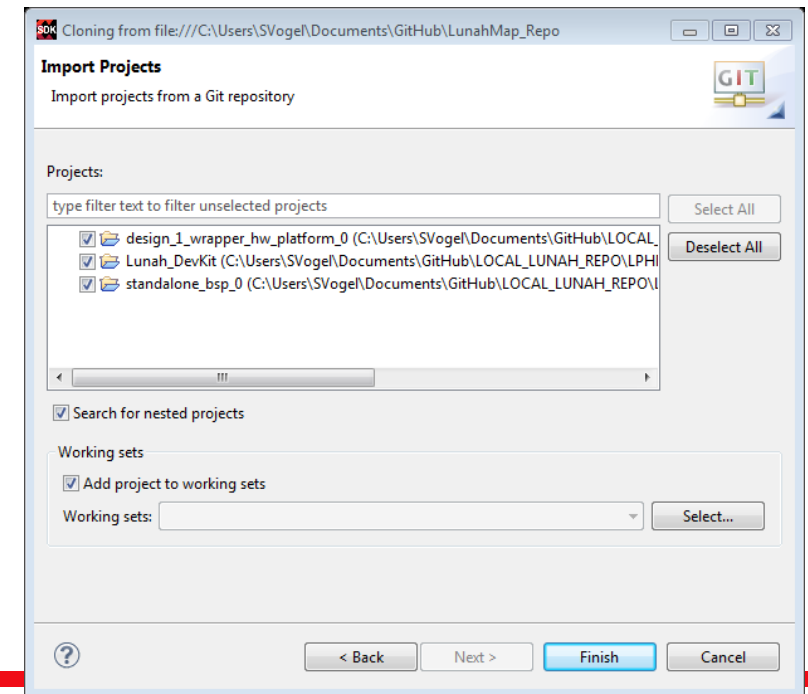 SDK Cloning from file:///C:\Users\SVogel\Documents\GitHub\LunahMap_Repo
Import Projects
Import projects from a Git repository
GIT
Projects:
type filter text to filter unselected projects
Select All
design_1_wrapper_hw_platform_0 (C:\Users\SVogel\Documents\GitHub\LOCAL_
Deselect All
Lunah_DevKit (C:\Users\SVogel\Documents\GitHub\LOCAL_LUNAH_REPO\LPHI
standalone_bsp_0 (C:\Users\SVogel\Documents\GitHub\LOCAL_LUNAH_REPO\L
Search for nested projects
Working sets
Add project to working sets
Working sets:
Select...
?
< Back
Next >
Finish
Cancel